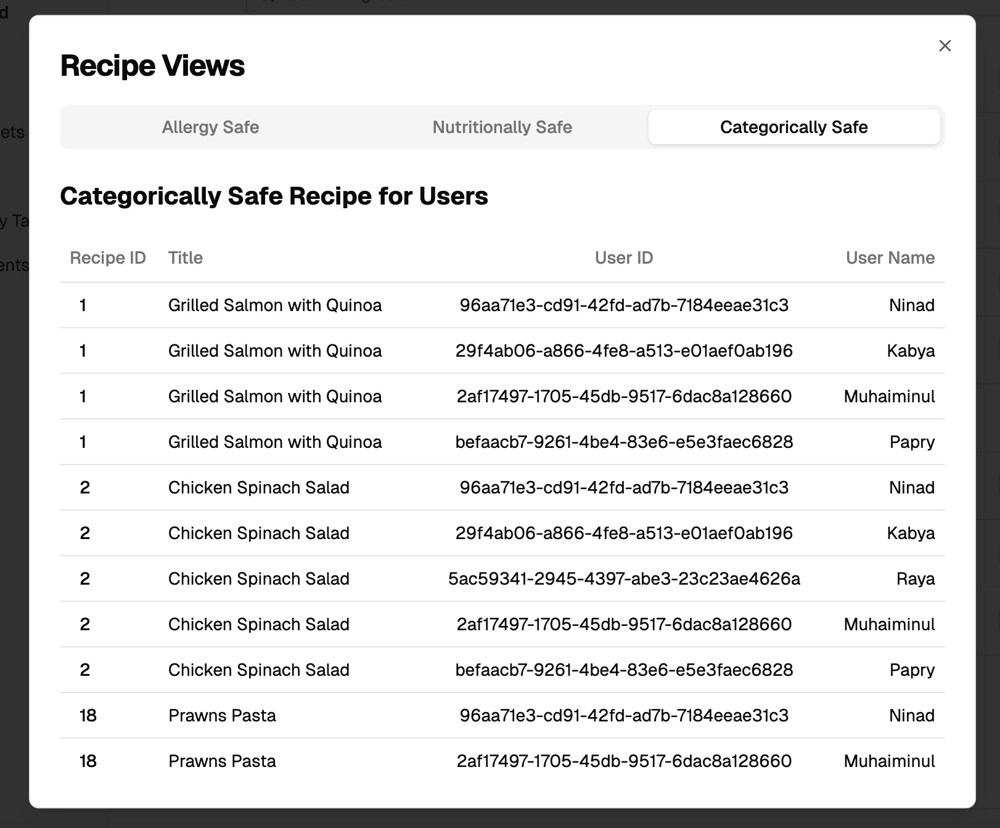 d
Recipe Views
Allergy Safe Nutritionally Safe Categorically Safe
ets
Categorically Safe Recipe for Users
y Ta
Recipe ID Title User ID User Name
ents
1 Grilled Salmon with Quinoa 96aa71e3-cd91-42fd-ad7b-7184eeae31c3 Ninad
1 Grilled Salmon with Quinoa 29f4ab06-a866-4fe8-a513-e01aef0ab196 Kabya
1 Grilled Salmon with Quinoa 2af17497-1705-45db-9517-6dac8a128660 Muhaiminul
1 Grilled Salmon with Quinoa befaacb7-9261-4be4-83e6-e5e3faec6828 Papry
2 Chicken Spinach Salad 96aa71e3-cd91-42fd-ad7b-7184eeae31c3 Ninad
2 Chicken Spinach Salad 29f4ab06-a866-4fe8-a513-e01aef0ab196 Kabya
2 Chicken Spinach Salad 5ac59341-2945-4397-abe3-23c23ae4626a Raya
2 Chicken Spinach Salad 2af17497-1705-45db-9517-6dac8a128660 Muhaiminul
2 Chicken Spinach Salad befaacb7-9261-4be4-83e6-e5e3faec6828 Papry
18 Prawns Pasta 96aa71e3-cd91-42fd-ad7b-7184eeae31c3 Ninad
18 Prawns Pasta 2af17497-1705-45db-9517-6dac8a128660 Muhaiminul